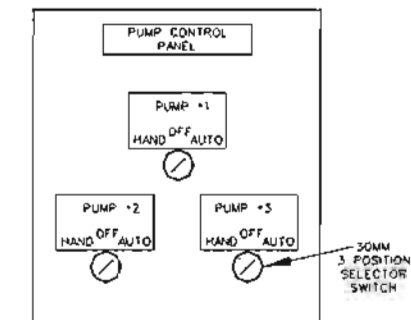 PUMP CONTROL
PANEL
PUMP #1
OFF
HAND AUTO
PUMP #2
OFF
HAND AUTO
PUMP #3
OFF
HAND AUTO
30MM
3 POSITION
SELECTOR
SWITCH